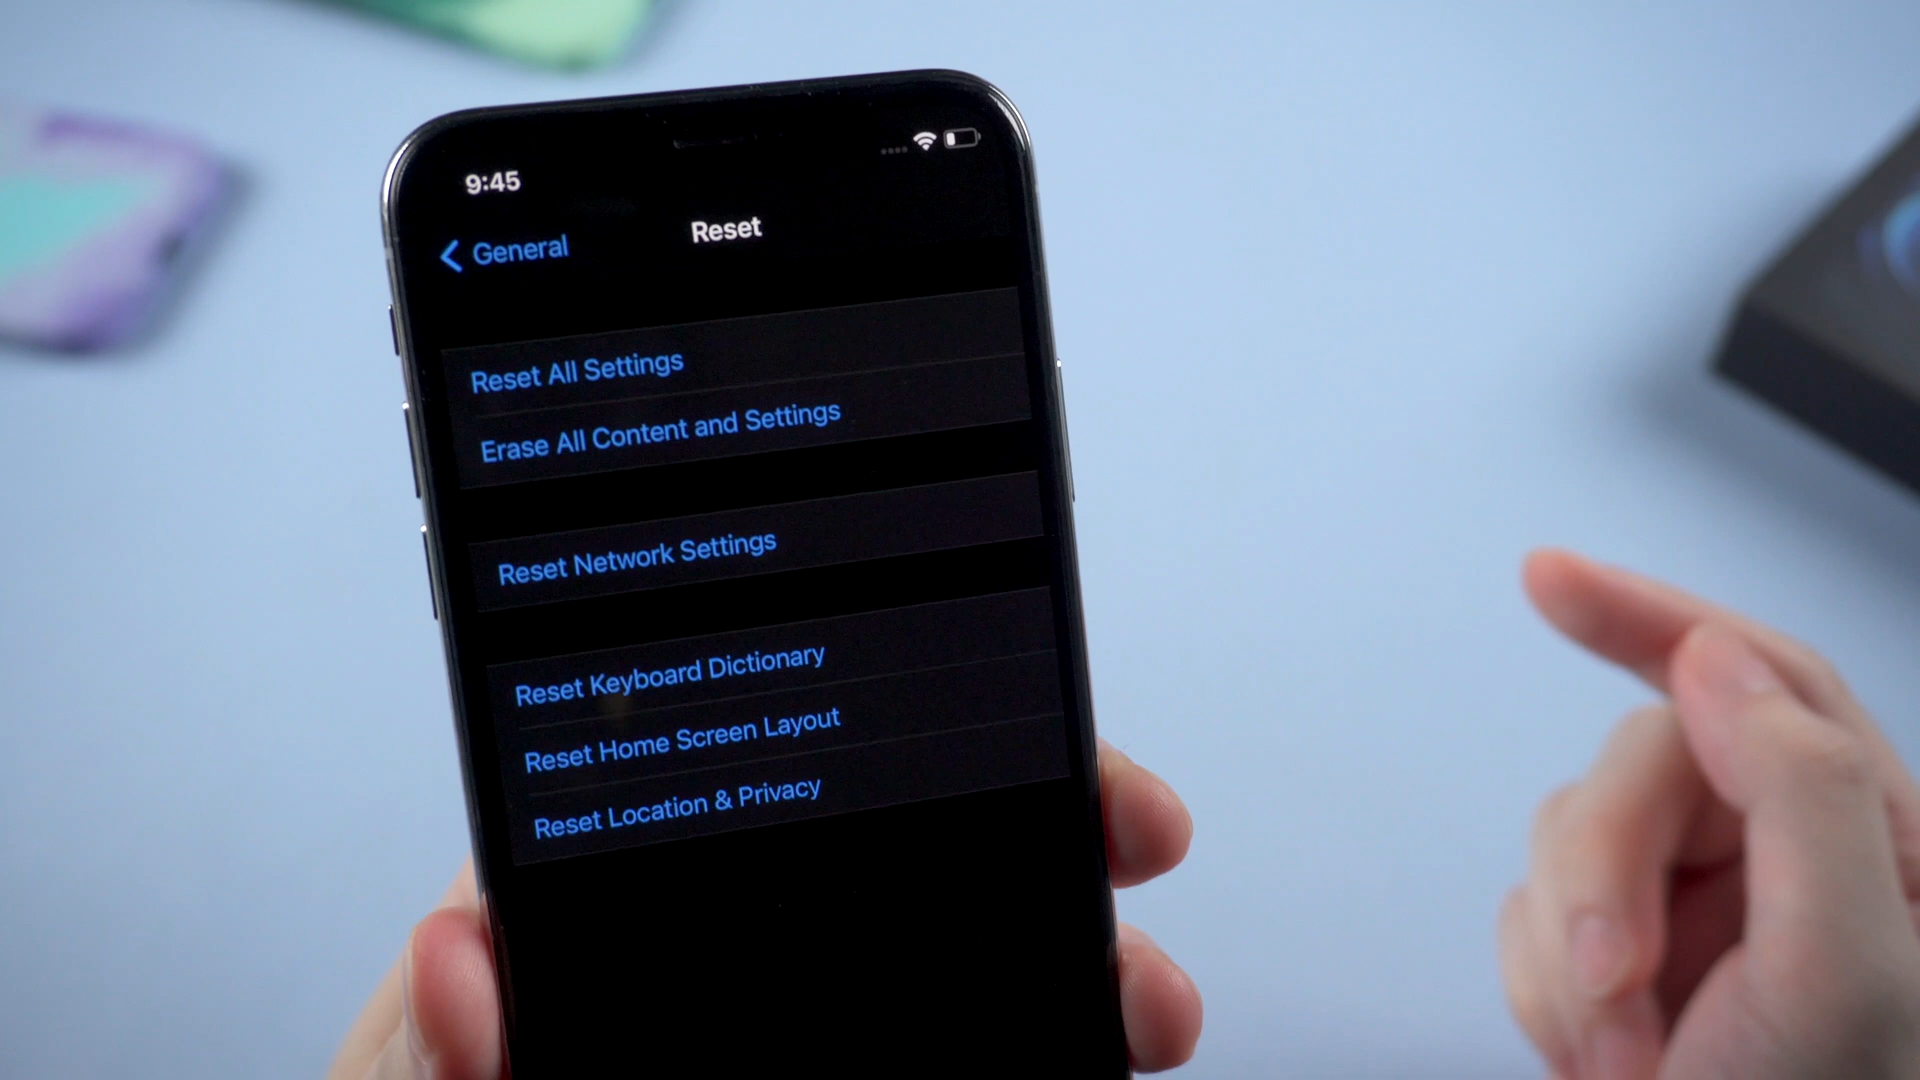 9:45
General
Reset
Reset All Settings
Erase All Content and Settings
Reset Network Settings
Reset Keyboard Dictionary
Reset Home Screen Layout
Reset Location & Privacy